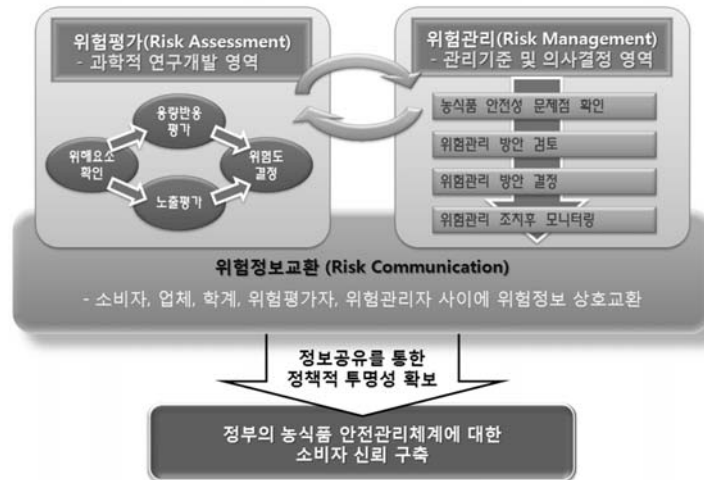 위험평가(Risk Assessment)
- 과학적 연구개발 영역
용량반응
평가
위해요소
확인
위험도
결정
노출평가
위험관리(Risk Management)
- 관리기준 및 의사결정 영역
농식품 안전성 문제점 확인
위험관리 방안 검토
위험관리 방안 결정
위험관리 조치후 모니터링
위험정보교환 (Risk Communication)
- 소비자, 업체, 학계, 위험평가자, 위험관리자 사이에 위험정보 상호교환
정보공유를 통한
정책적 투명성 확보
정부의 농식품 안전관리체계에 대한
소비자 신뢰 구축